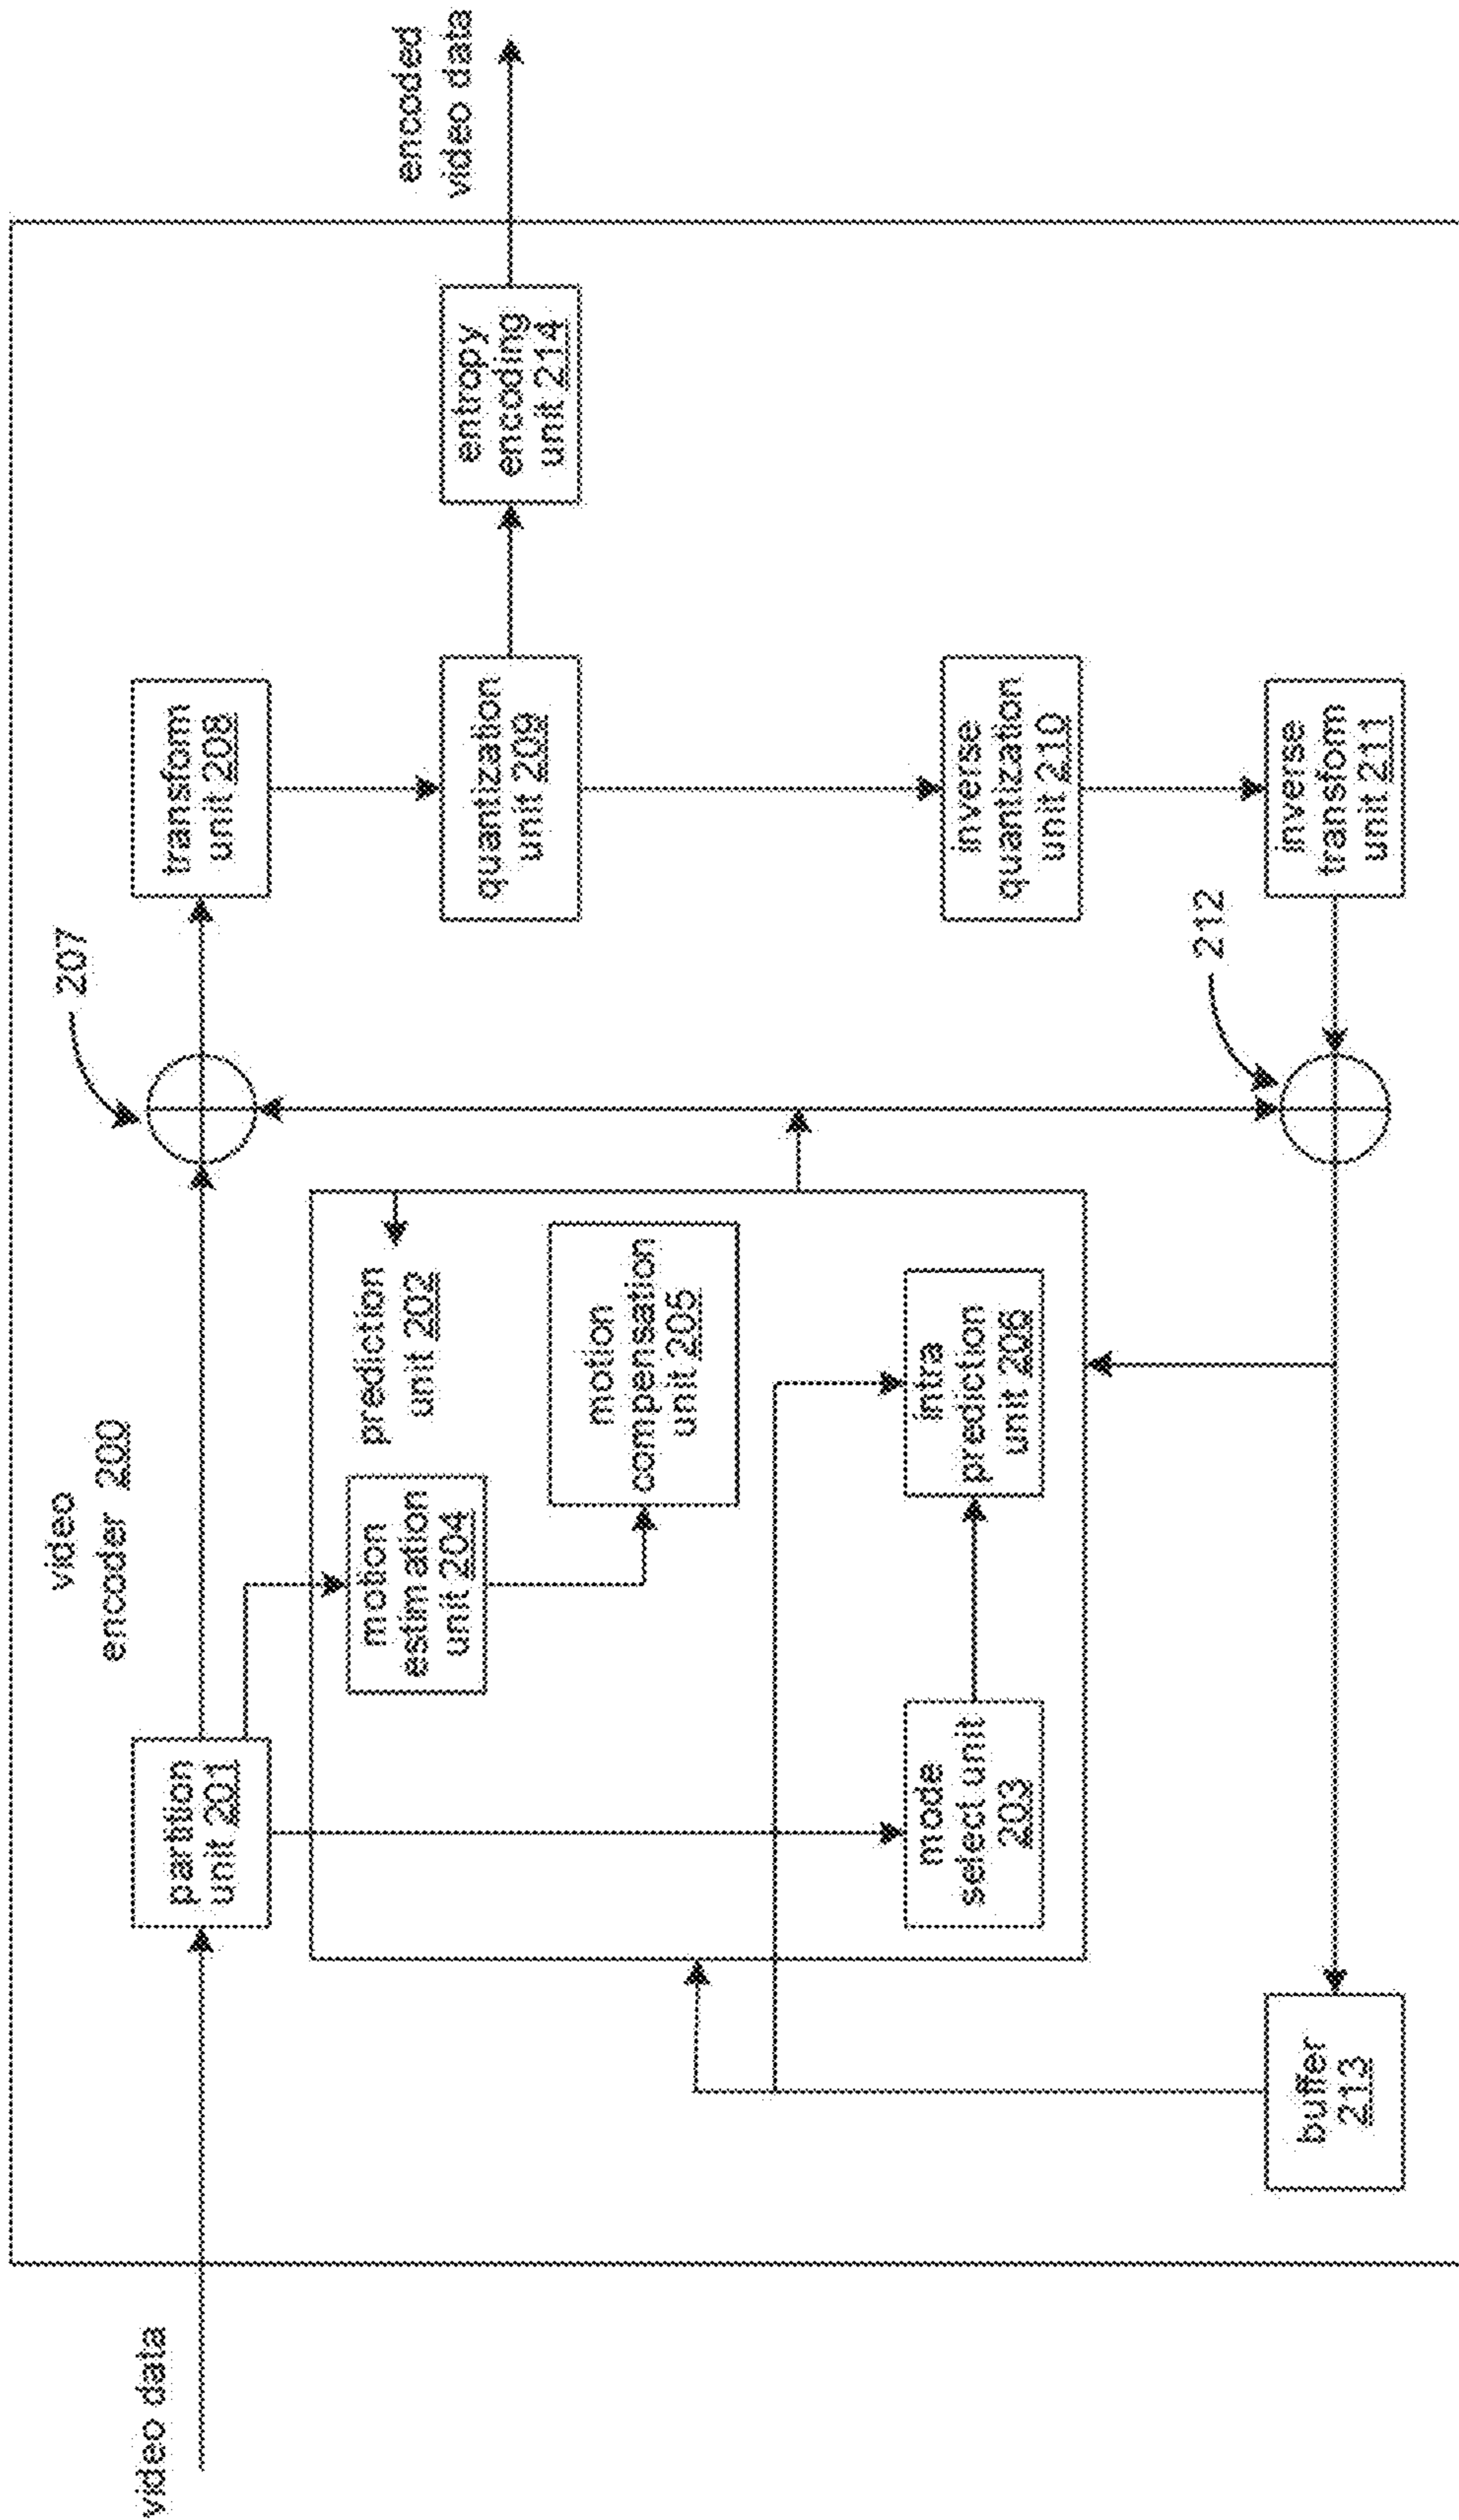 video data
video
encoder 200
partition
unit 201
207
transform
unit 208
encoded
video data
prediction
unit 202
motion
estimation
unit 204
motion
compensation
unit 205
quantization
unit 209
entropy
encoding
unit 214
mode
select unit
203
intra
prediction
unit 206
inverse
quantization
unit 210
212
inverse
transform
unit 211
buffer
213